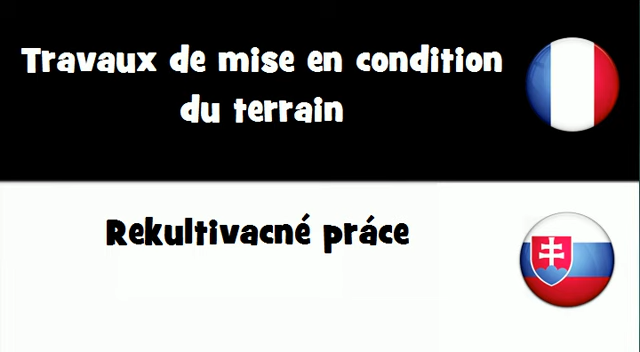 Travaux de mise en condition
du terrain
Rekultivacné práce